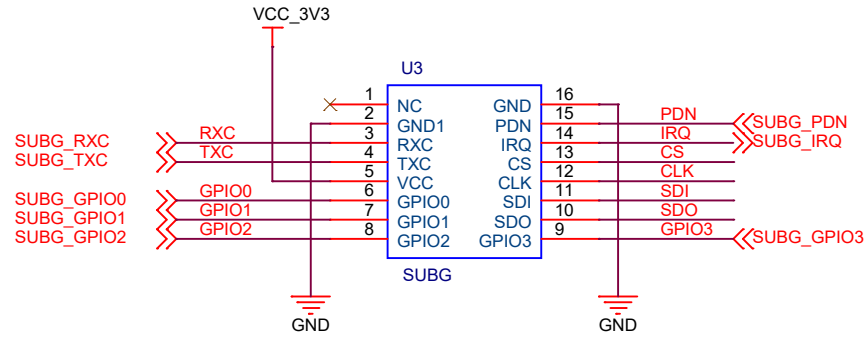 VCC_3V3
U3
1 NC GND 16
2 GND1 PDN 15 PDN SUBG_PDN
SUBG_RXC RXC 3 RXC IRQ 14 IRQ SUBG_IRQ
SUBG_TXC TXC 4 TXC CS 13 CS
5 VCC CLK 12 CLK
SUBG_GPIO0 GPIO0 6 GPIO0 SDI 11 SDI
SUBG_GPIO1 GPIO1 7 GPIO1 SDO 10 SDO
SUBG_GPIO2 GPIO2 8 GPIO2 GPIO3 9 GPIO3 SUBG_GPIO3
SUBG
GND GND